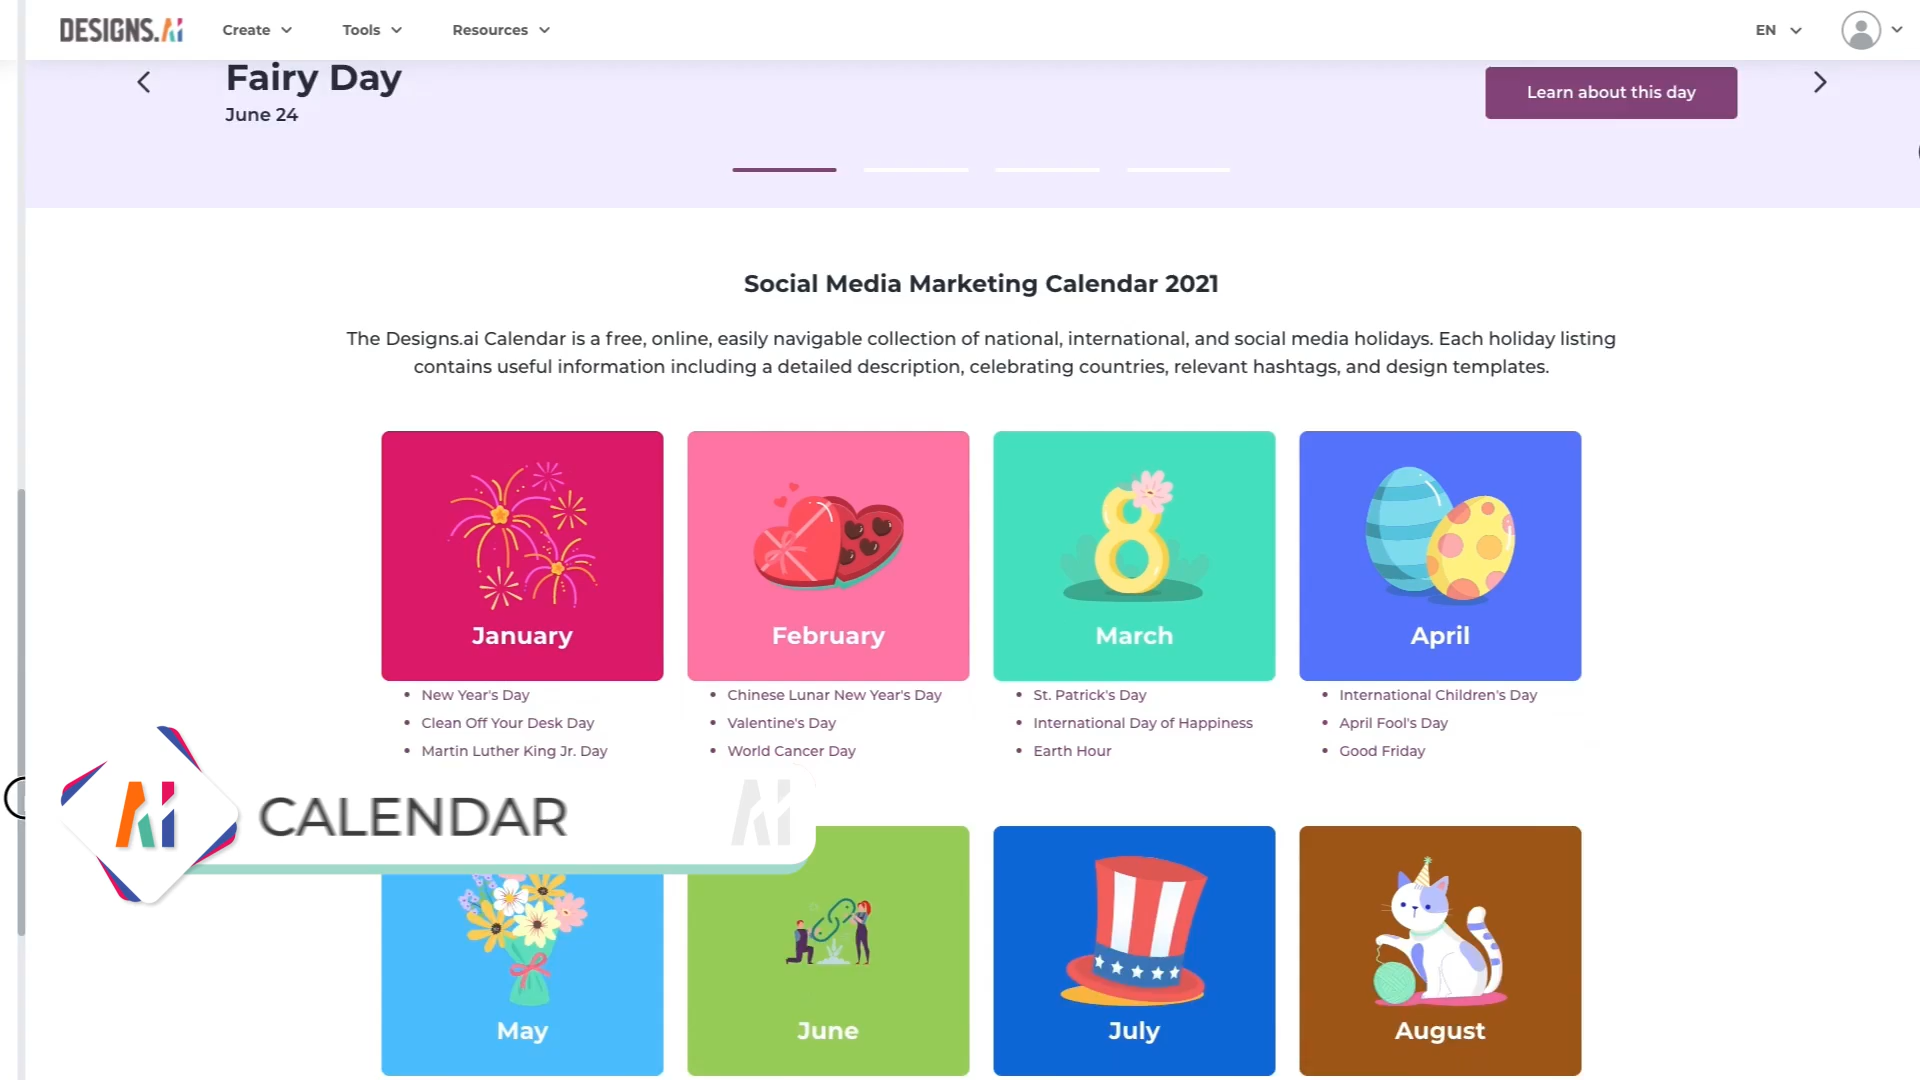 DESIGNS.AI
Create
Tools
Resources
EN
Fairy Day
June 24
Learn about this day
Social Media Marketing Calendar 2021
The Designs.ai Calendar is a free, online, easily navigable collection of national, international, and social media holidays. Each holiday listing
contains useful information including a detailed description, celebrating countries, relevant hashtags, and design templates.
8
January
February
March
April
New Year's Day
Clean Off Your Desk Day
Martin Luther King Jr. Day
Chinese Lunar New Year's Day
Valentine's Day
World Cancer Day
St. Patrick's Day
International Day of Happiness
Earth Hour
International Children's Day
April Fool's Day
Good Friday
AI
CALENDAR
AI
May
June
July
August